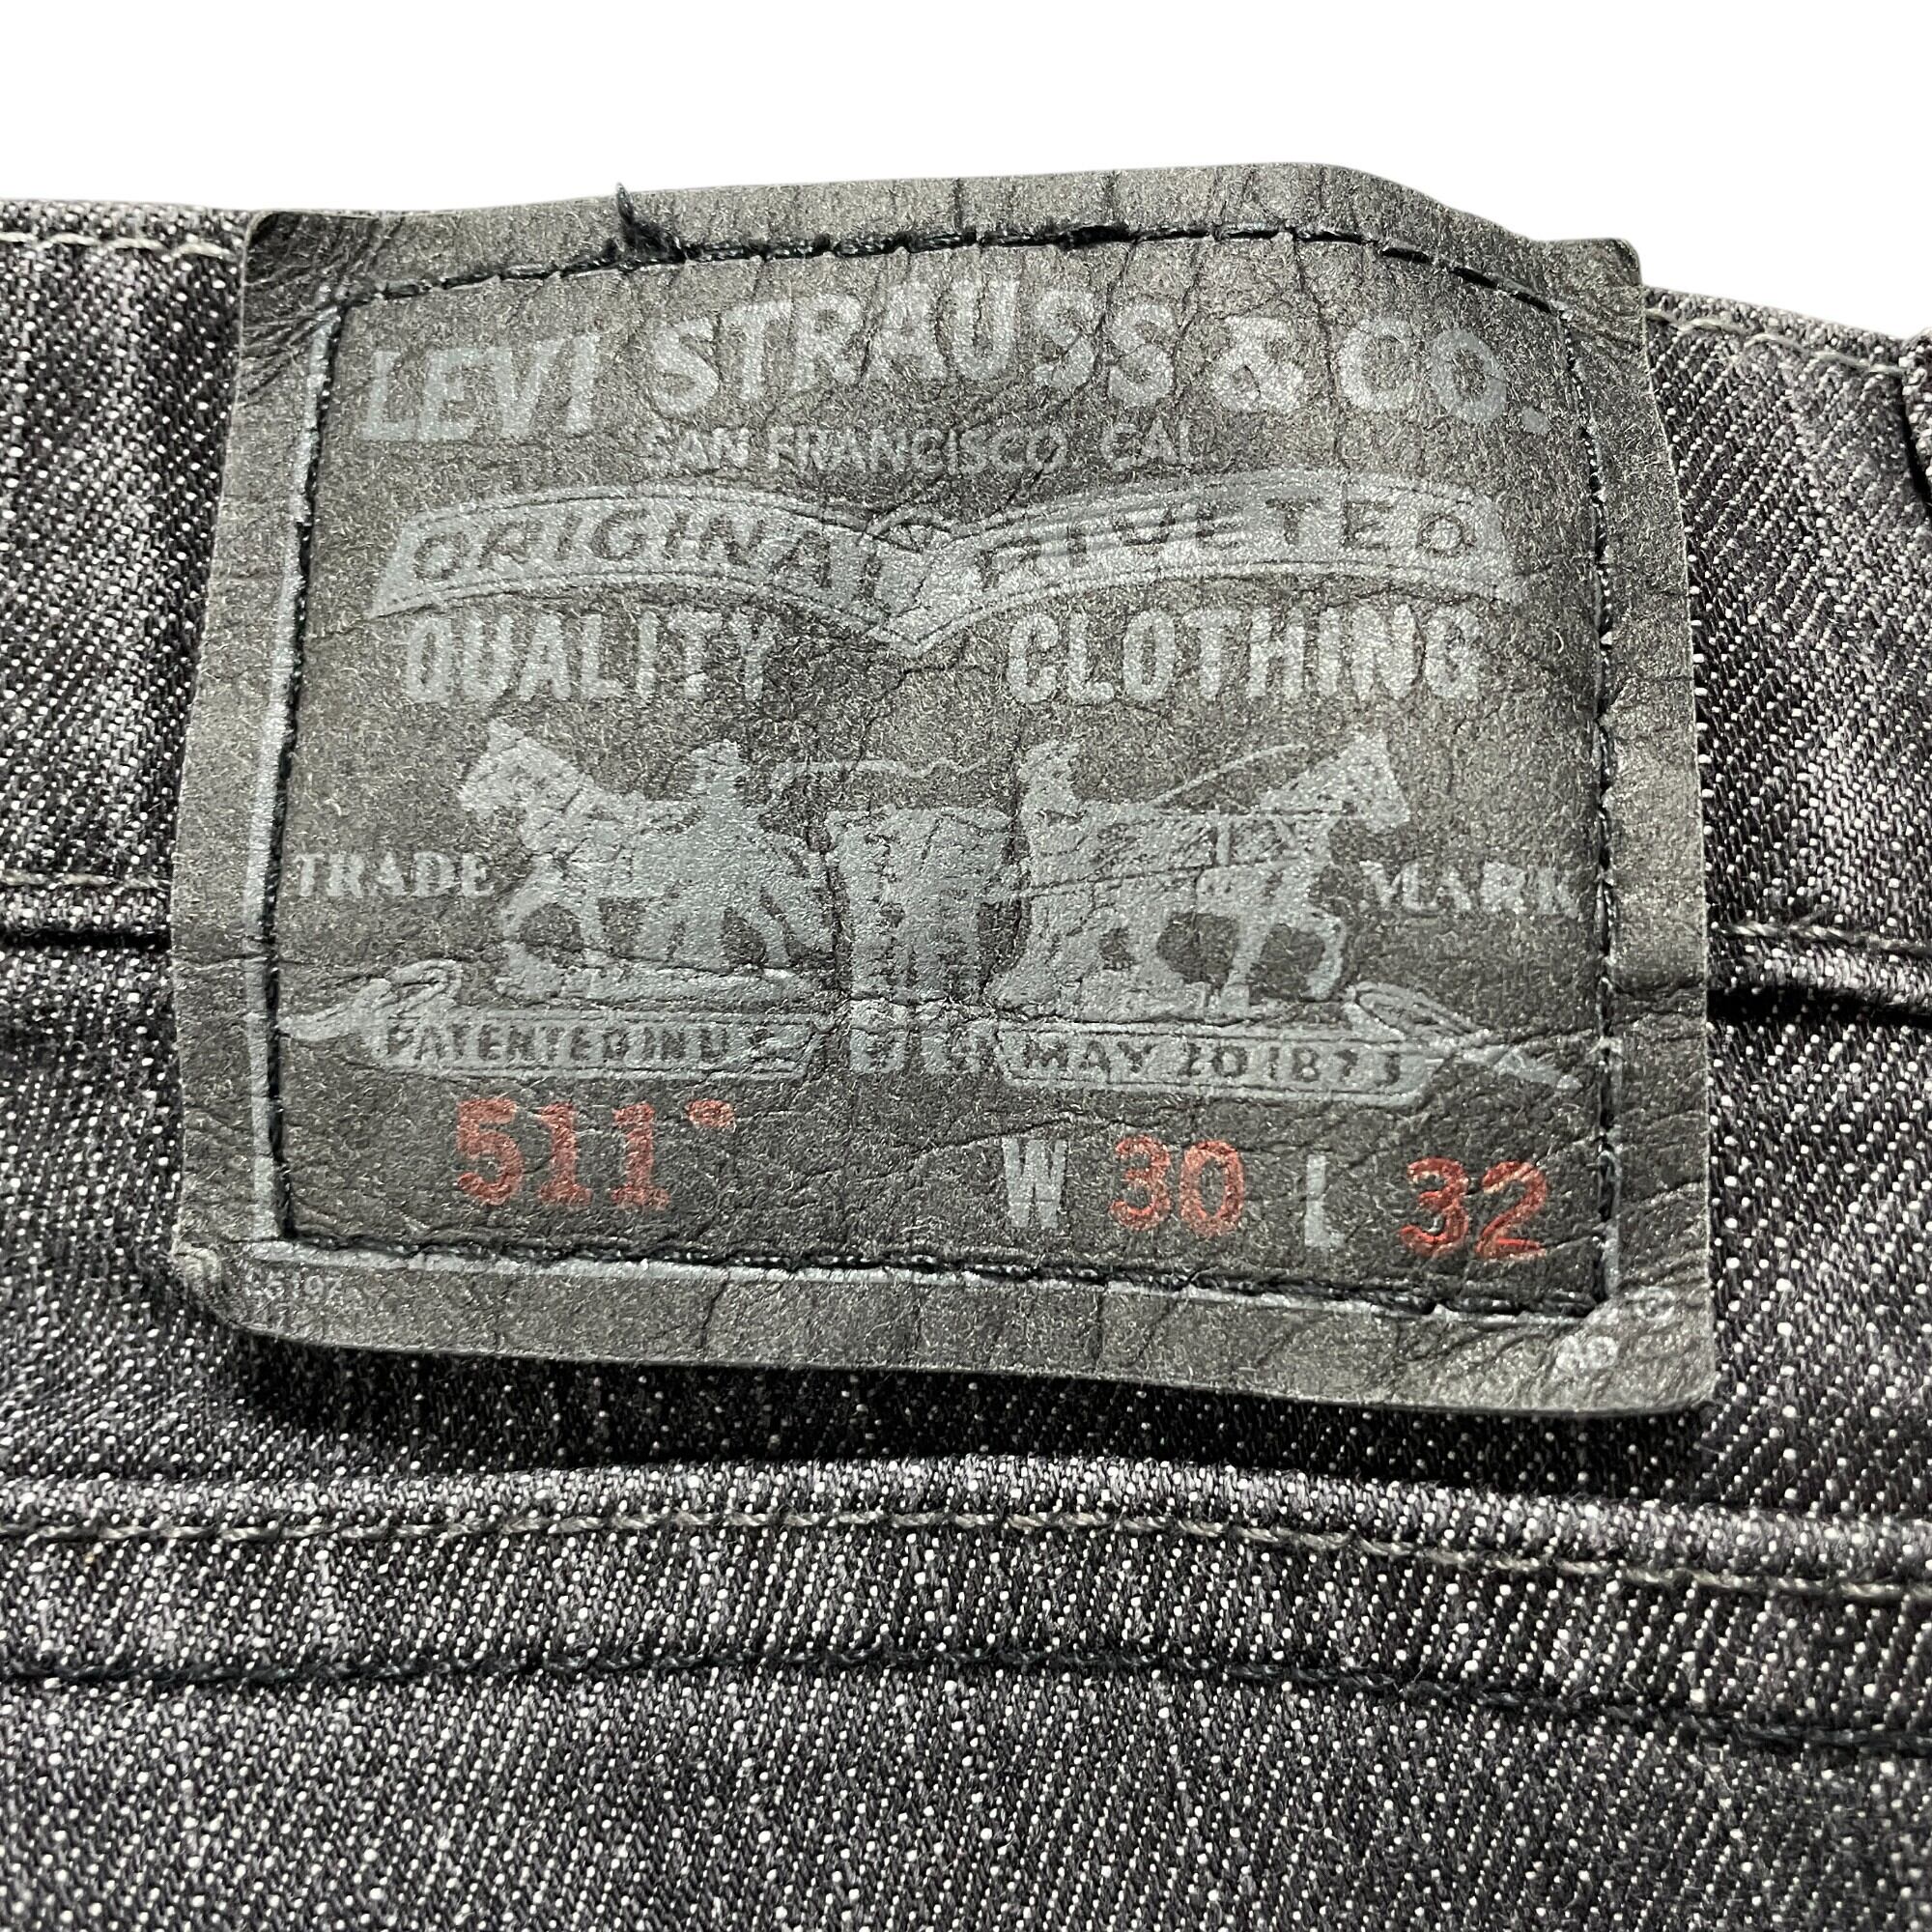 LEVI STRAUSS & CO.
SAN FRANCISCO CAL
ORIGINAL RIVETED
QUALITY CLOTHING
TRADE MARK
PATENTED IN U S MAY 20 1873
511™ W 30 L 32